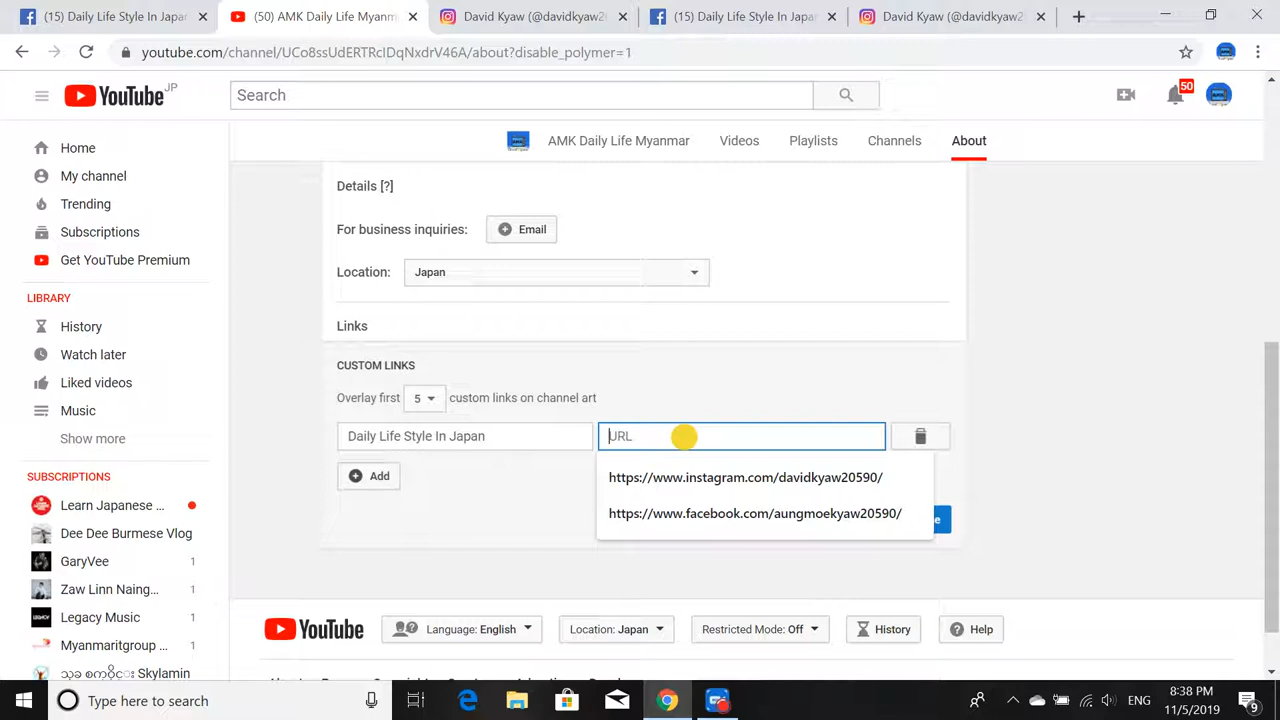 (15) Daily Life Style In Japa
(50) AMK Daily Life Myanm
David Kyaw (@davidkyaw20
(15) Daily Life Style In Japa
David Kyaw (@davidkyaw2
youtube.com/channel/UCo8ssUdERTRcIDqNxdrV46A/about?disable_polymer=1
YouTube JP
Search
50
AMK Daily Life Myanmar
Videos
Playlists
Channels
About
Home
My channel
Trending
Subscriptions
Get YouTube Premium
LIBRARY
History
Watch later
Liked videos
Music
Show more
SUBSCRIPTIONS
Learn Japanese ...
Dee Dee Burmese Vlog
GaryVee 1
Zaw Linn Naing... 1
Legacy Music 1
Myanmaritgroup ... 1
Skylamin
Details [?]
For business inquiries:
Email
Location:
Japan
Links
CUSTOM LINKS
Overlay first 5 custom links on channel art
Daily Life Style In Japan
URL
https://www.instagram.com/davidkyaw20590/
https://www.facebook.com/aungmoekyaw20590/
Add
e
YouTube
Language: English
Location: Japan
Restricted Mode: Off
History
Help
Type here to search
ENG
8:38 PM
11/5/2019
9